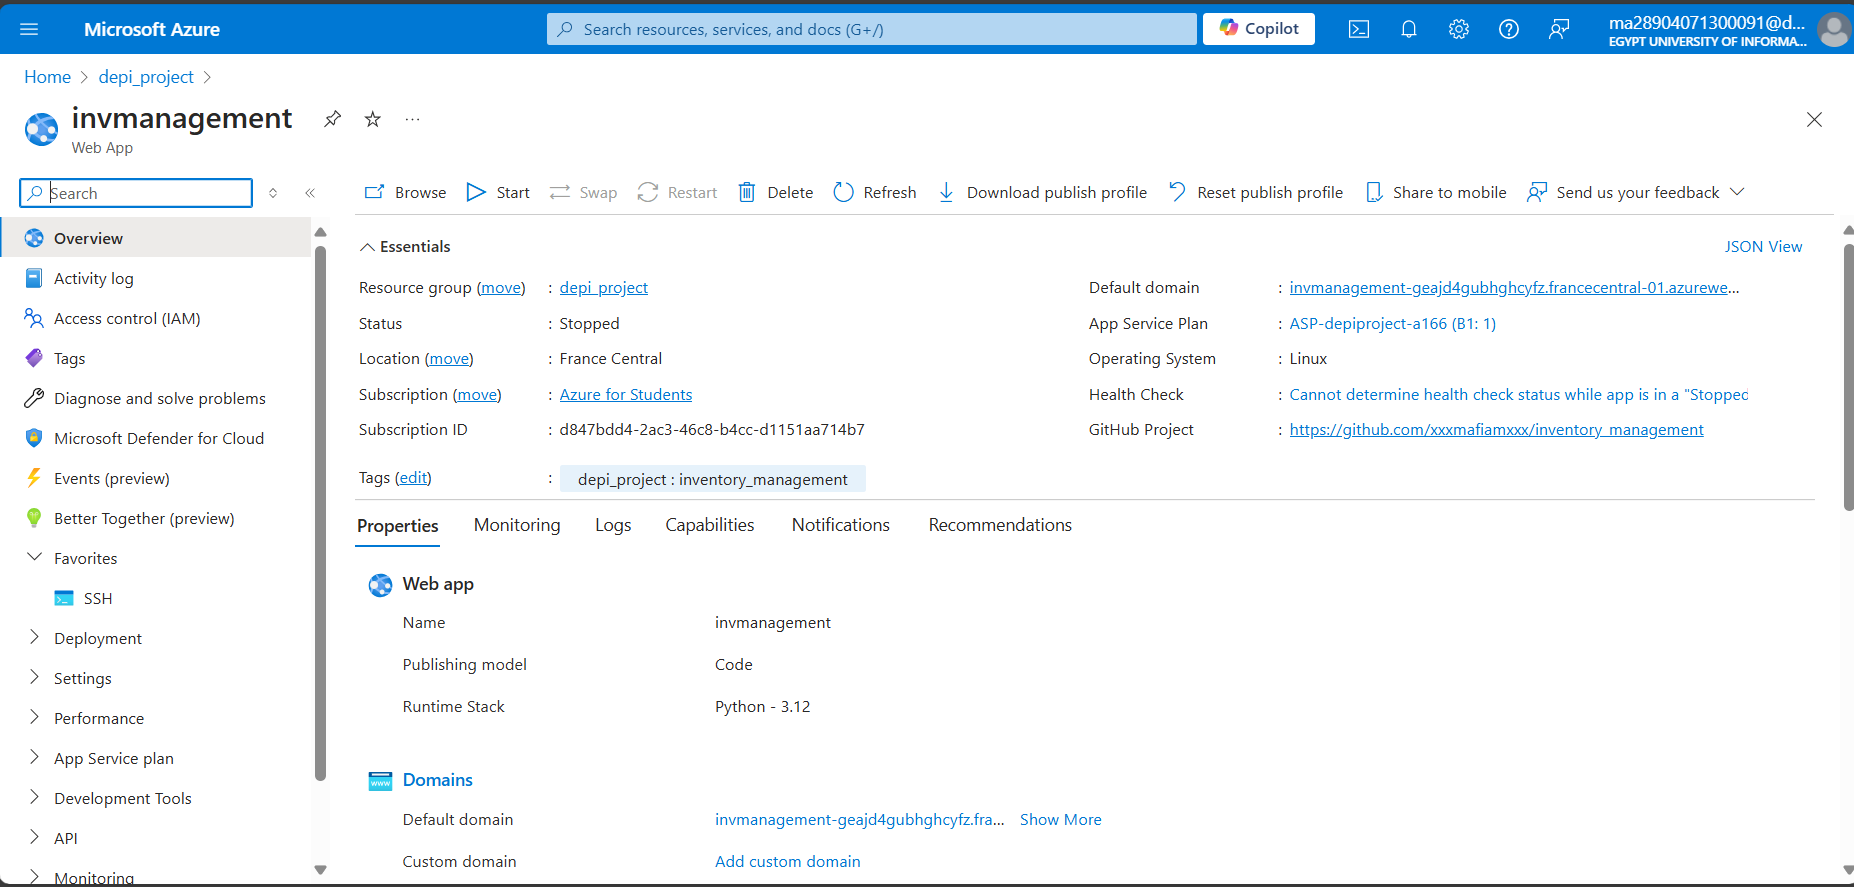 Microsoft Azure
Search resources, services, and docs (G+/)
Copilot
ma28904071300091@d...
EGYPT UNIVERSITY OF INFORMA...
Home > depi_project >
invmanagement
Web App
Search
Browse Start Swap Restart Delete Refresh Download publish profile Reset publish profile Share to mobile Send us your feedback
Overview
Activity log
Access control (IAM)
Tags
Diagnose and solve problems
Microsoft Defender for Cloud
Events (preview)
Better Together (preview)
Favorites
SSH
Deployment
Settings
Performance
App Service plan
Development Tools
API
Monitoring
Essentials
JSON View
Resource group (move) : depi_project
Status : Stopped
Location (move) : France Central
Subscription (move) : Azure for Students
Subscription ID : d847bdd4-2ac3-46c8-b4cc-d1151aa714b7
Default domain : invmanagement-geajd4gubhghcyfz.francecentral-01.azurewe...
App Service Plan : ASP-depiproject-a166 (B1: 1)
Operating System : Linux
Health Check : Cannot determine health check status while app is in a "Stopped
GitHub Project : https://github.com/xxxmafiamxxx/inventory_management
Tags (edit) : depi_project : inventory_management
Properties Monitoring Logs Capabilities Notifications Recommendations
Web app
Name invmanagement
Publishing model Code
Runtime Stack Python - 3.12
Domains
www
Default domain invmanagement-geajd4gubhghcyfz.fra... Show More
Custom domain Add custom domain